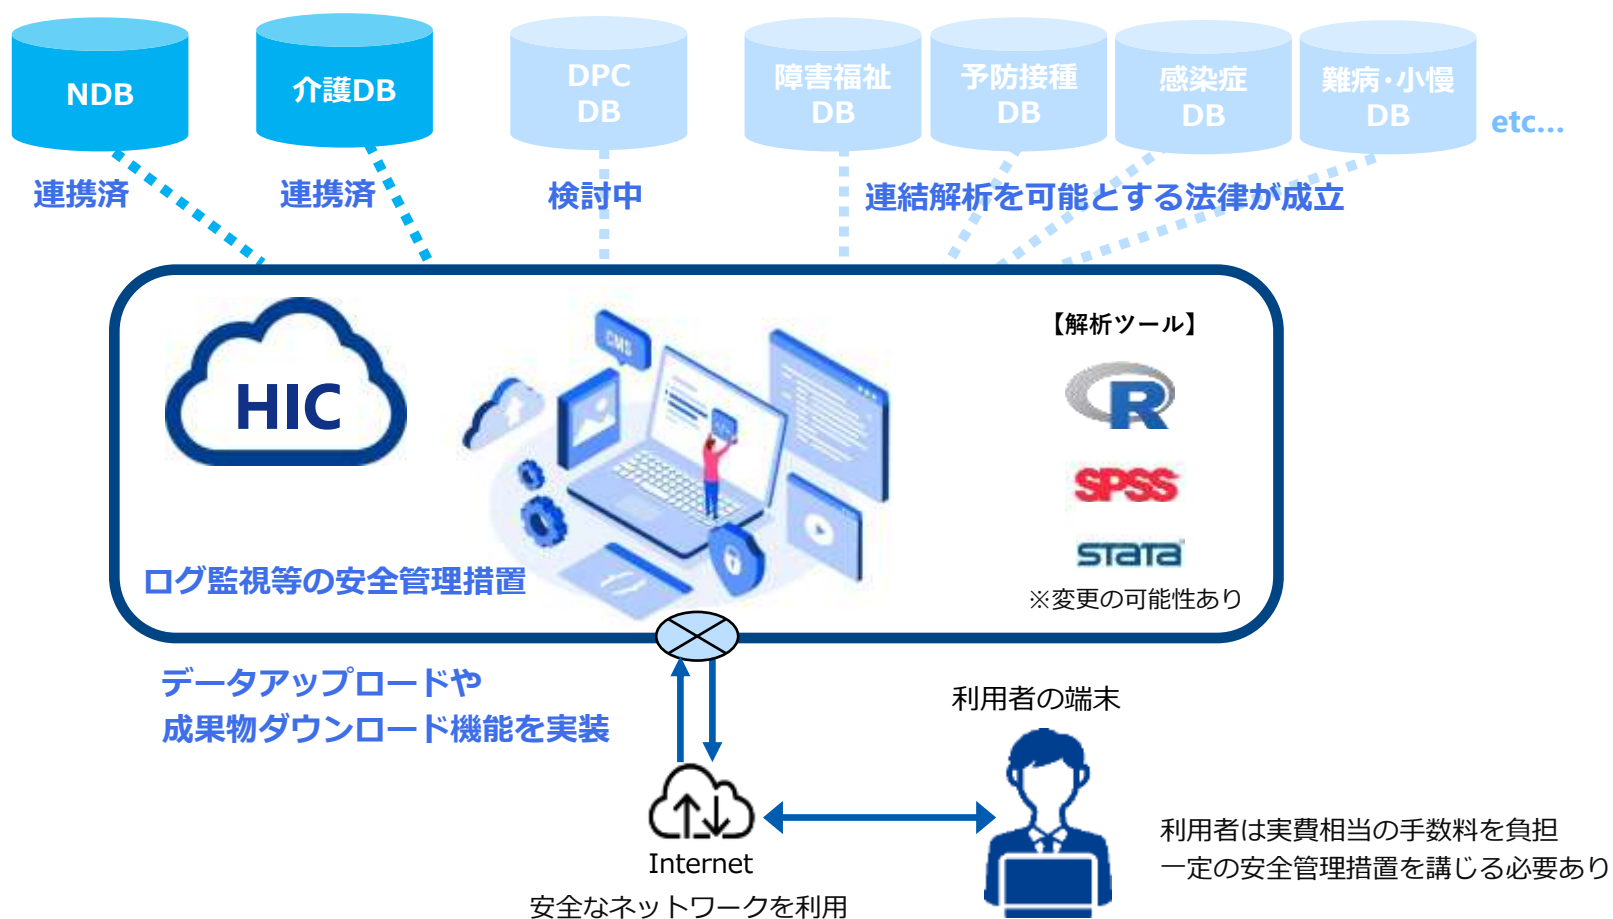 NDB
介護DB
DPC
DB
障害福祉
DB
予防接種
DB
感染症
DB
難病・小慢
DB
etc…
連携済
連携済
検討中
連結解析を可能とする法律が成立
HIC
CMS
【解析ツール】
R
SPSS
STATA
※変更の可能性あり
ログ監視等の安全管理措置
データアップロードや
成果物ダウンロード機能を実装
利用者の端末
Internet
安全なネットワークを利用
利用者は実費相当の手数料を負担
一定の安全管理措置を講じる必要あり